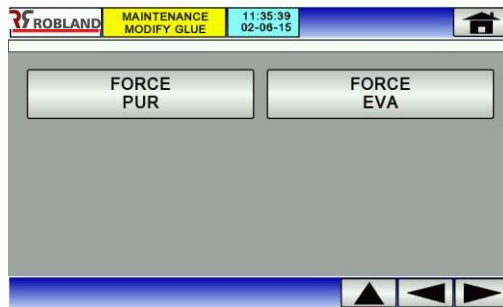 ROBLAND
MAINTENANCE
MODIFY GLUE
11:35:39
02-06-15
FORCE
PUR
FORCE
EVA